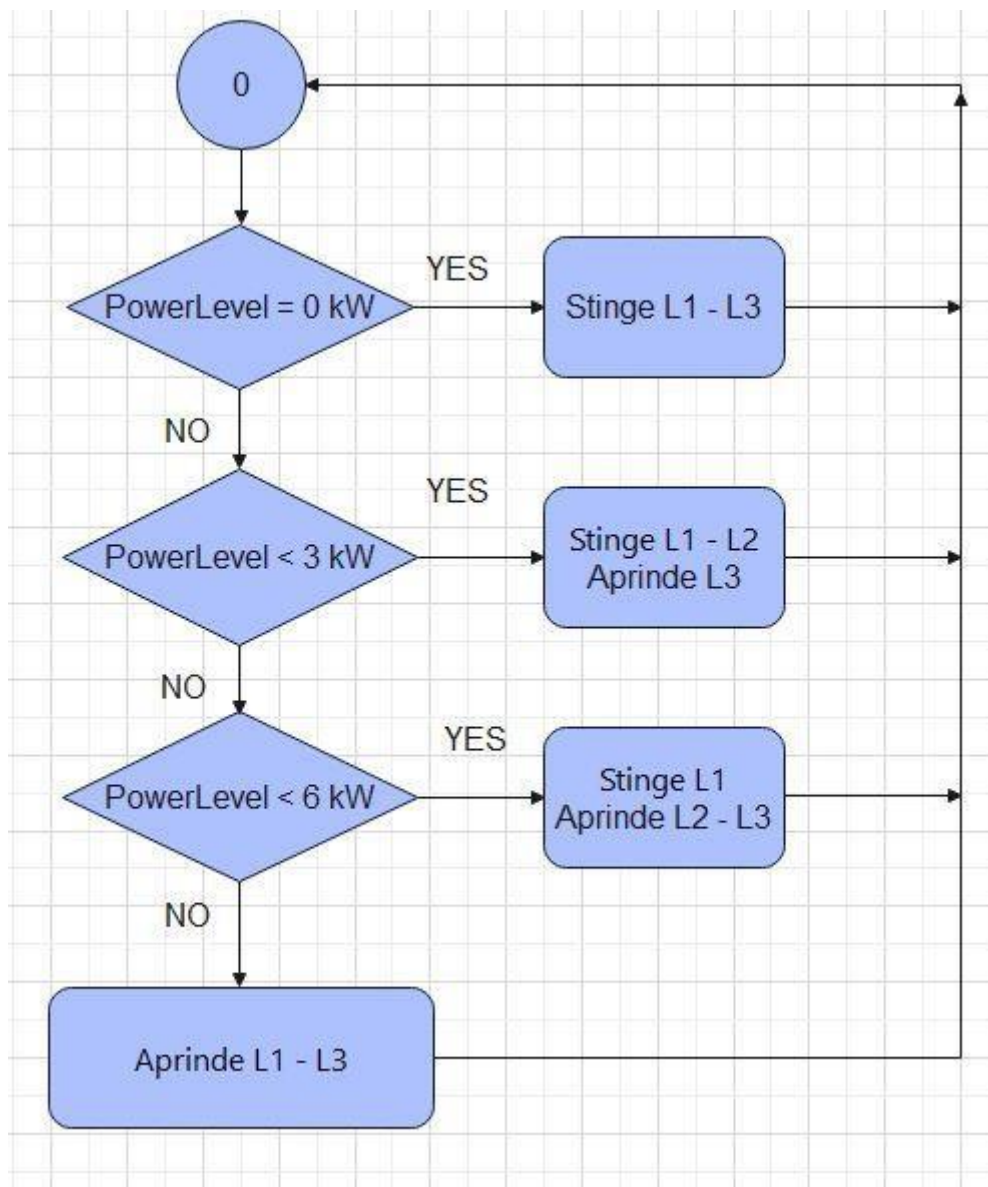 0
PowerLevel = 0 kW
YES
Stinge L1 - L3
NO
PowerLevel < 3 kW
YES
Stinge L1 - L2
Aprinde L3
NO
PowerLevel < 6 kW
YES
Stinge L1
Aprinde L2 - L3
NO
Aprinde L1 - L3